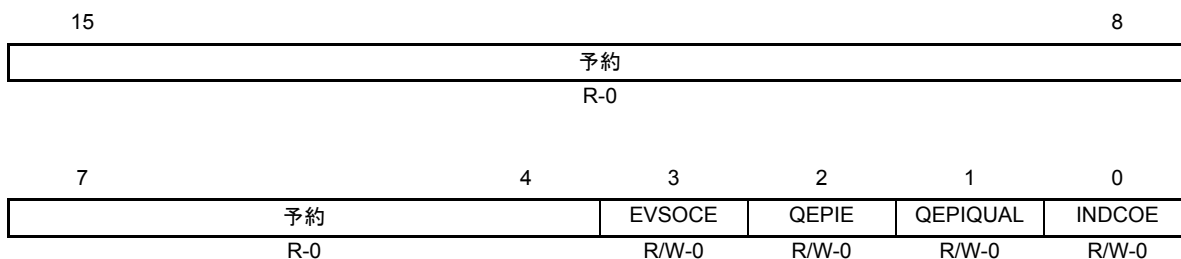 15 8
予約
R-0
7 4 3 2 1 0
予約 EVSOCE QEPIE QEPIQUAL INDCOE
R-0 R/W-0 R/W-0 R/W-0 R/W-0